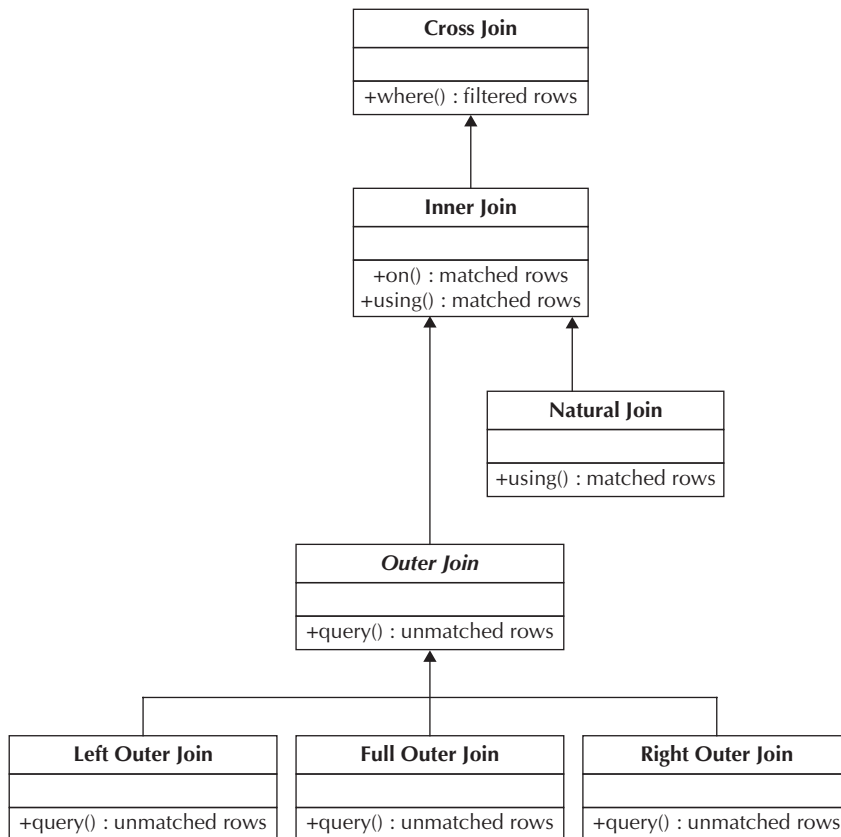 Cross Join
+where() : filtered rows
Inner Join
+on() : matched rows
+using() : matched rows
Natural Join
+using() : matched rows
Outer Join
+query() : unmatched rows
Left Outer Join
+query() : unmatched rows
Full Outer Join
+query() : unmatched rows
Right Outer Join
+query() : unmatched rows